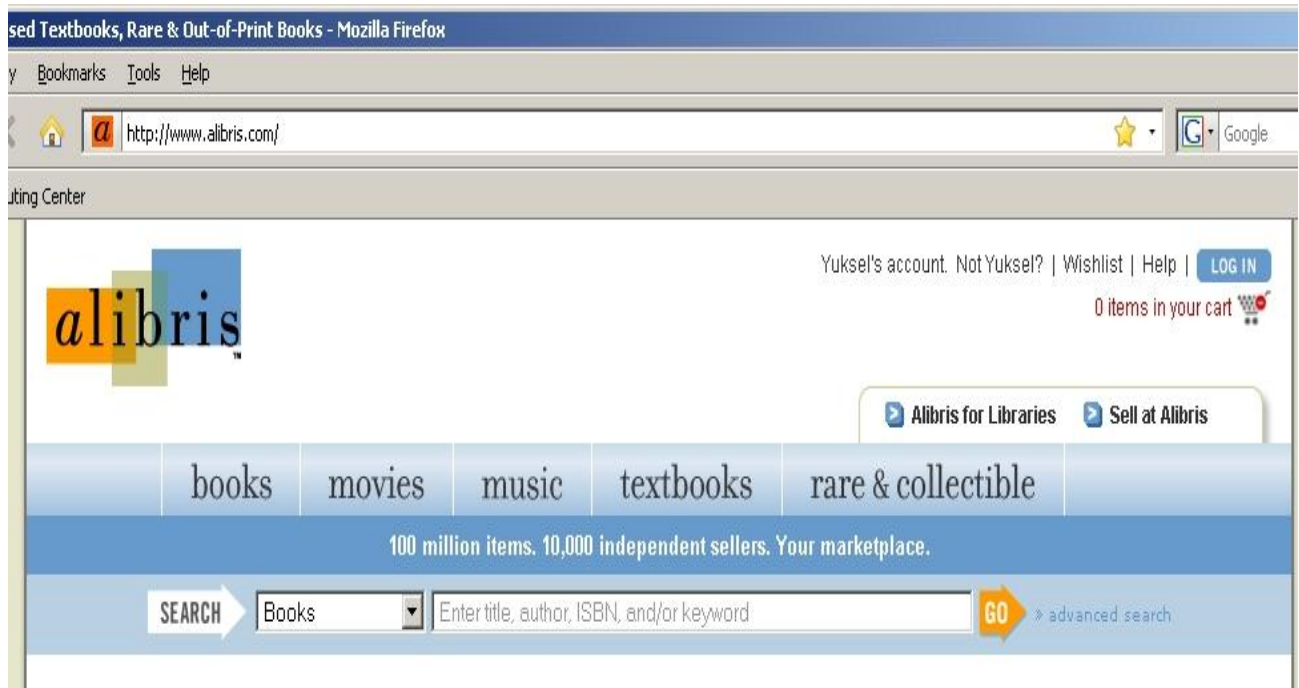 sed Textbooks, Rare & Out-of-Print Books - Mozilla Firefox
y Bookmarks Tools Help
a http://www.alibris.com/ G Google
uting Center
Yuksel's account. Not Yuksel? | Wishlist | Help | LOG IN
0 items in your cart
alibris™
Alibris for Libraries Sell at Alibris
books movies music textbooks rare & collectible
100 million items. 10,000 independent sellers. Your marketplace.
SEARCH Books Enter title, author, ISBN, and/or keyword GO » advanced search